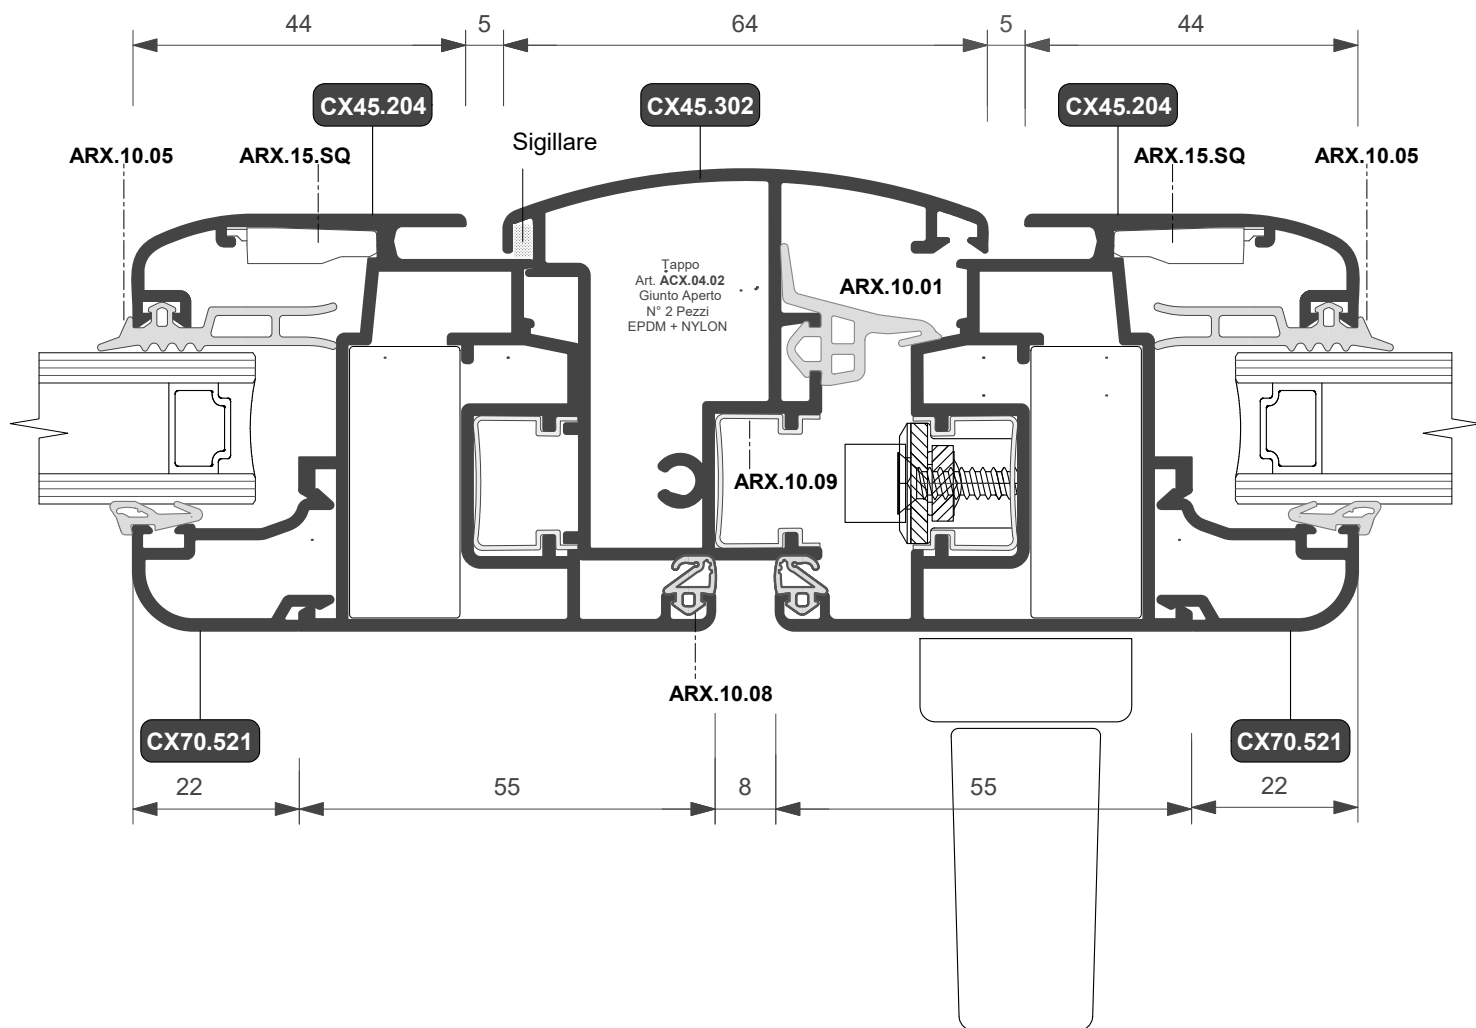 44 5 64 5 44
CX45.204 CX45.302 CX45.204
Sigillare
ARX.10.05 ARX.15.SQ ARX.15.SQ ARX.10.05
Tappo
Art. ACX.04.02
Giunto Aperto
N° 2 Pezzi
EPDM + NYLON
ARX.10.01
ARX.10.09
ARX.10.08
CX70.521 CX70.521
22 55 8 55 22